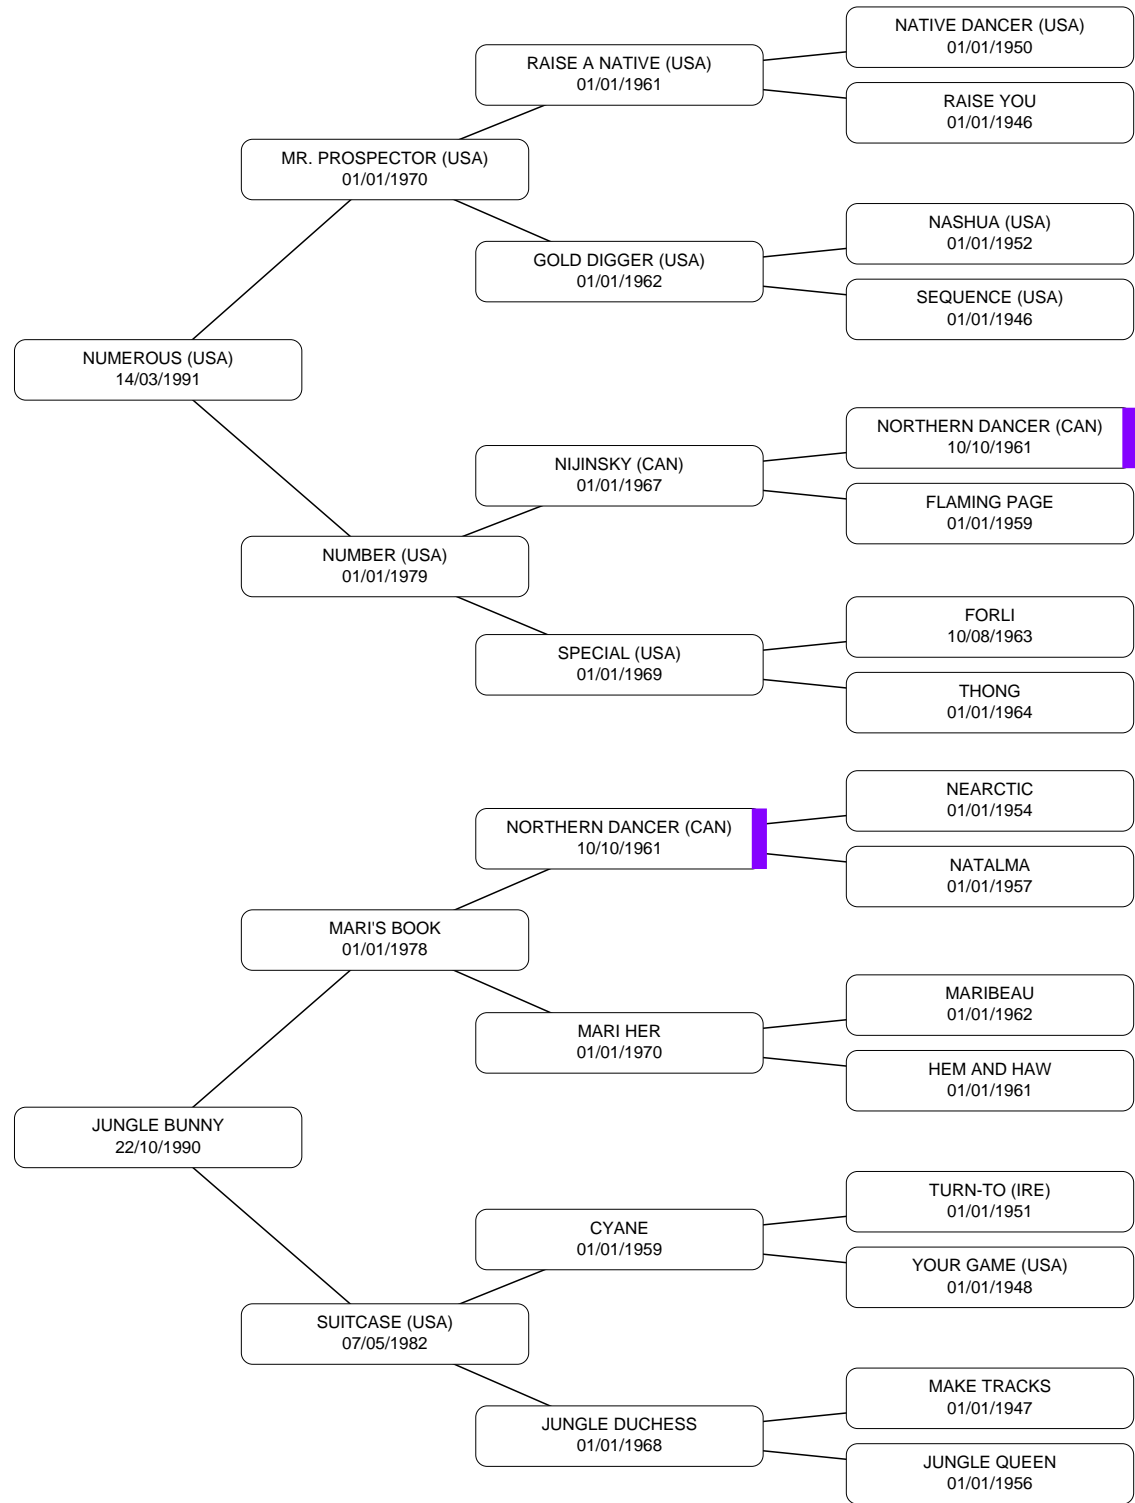 NATIVE DANCER (USA)
01/01/1950
RAISE A NATIVE (USA)
01/01/1961
RAISE YOU
01/01/1946
MR. PROSPECTOR (USA)
01/01/1970
NASHUA (USA)
01/01/1952
GOLD DIGGER (USA)
01/01/1962
SEQUENCE (USA)
01/01/1946
NUMEROUS (USA)
14/03/1991
NORTHERN DANCER (CAN)
10/10/1961
NIJINSKY (CAN)
01/01/1967
FLAMING PAGE
01/01/1959
NUMBER (USA)
01/01/1979
FORLI
10/08/1963
SPECIAL (USA)
01/01/1969
THONG
01/01/1964
NEARCTIC
01/01/1954
NORTHERN DANCER (CAN)
10/10/1961
NATALMA
01/01/1957
MARI'S BOOK
01/01/1978
MARIBEAU
01/01/1962
MARI HER
01/01/1970
HEM AND HAW
01/01/1961
JUNGLE BUNNY
22/10/1990
TURN-TO (IRE)
01/01/1951
CYANE
01/01/1959
YOUR GAME (USA)
01/01/1948
SUITCASE (USA)
07/05/1982
MAKE TRACKS
01/01/1947
JUNGLE DUCHESS
01/01/1968
JUNGLE QUEEN
01/01/1956